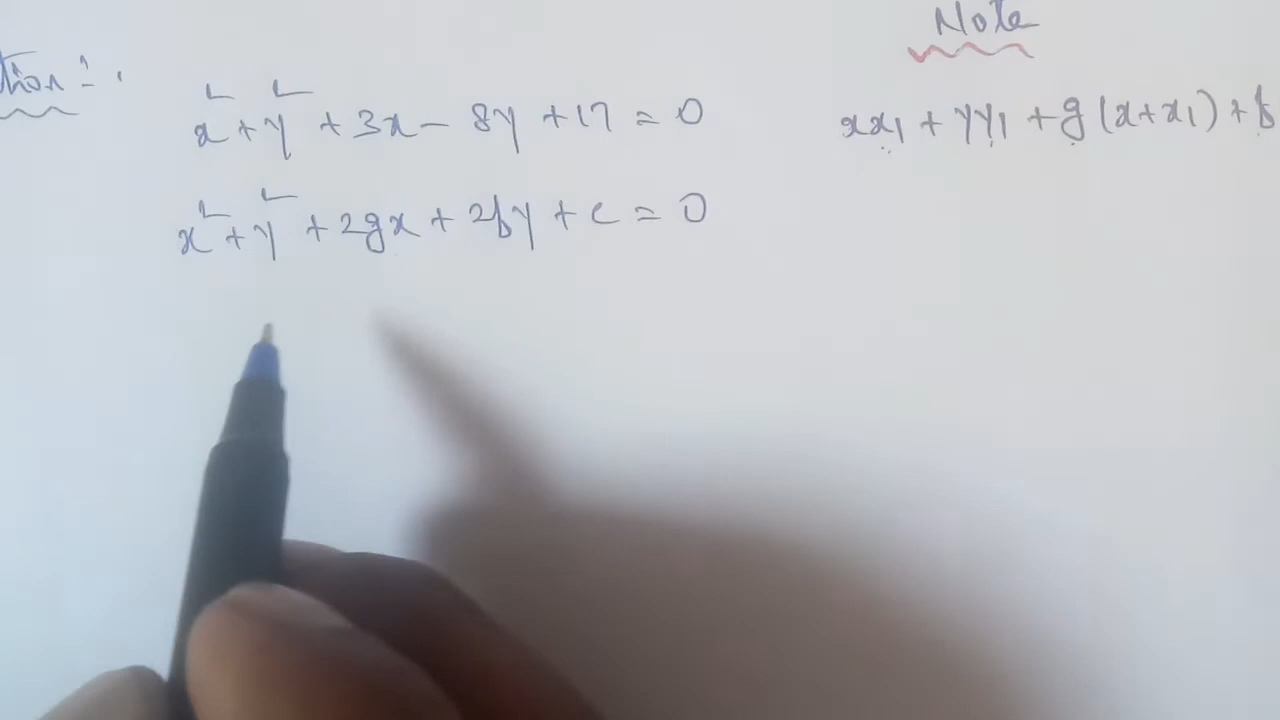 Note
x² + y² + 3x - 8y + 17 = 0
xx₁ + yy₁ + g(x+x₁) + f
x² + y² + 2gx + 2fy + c = 0